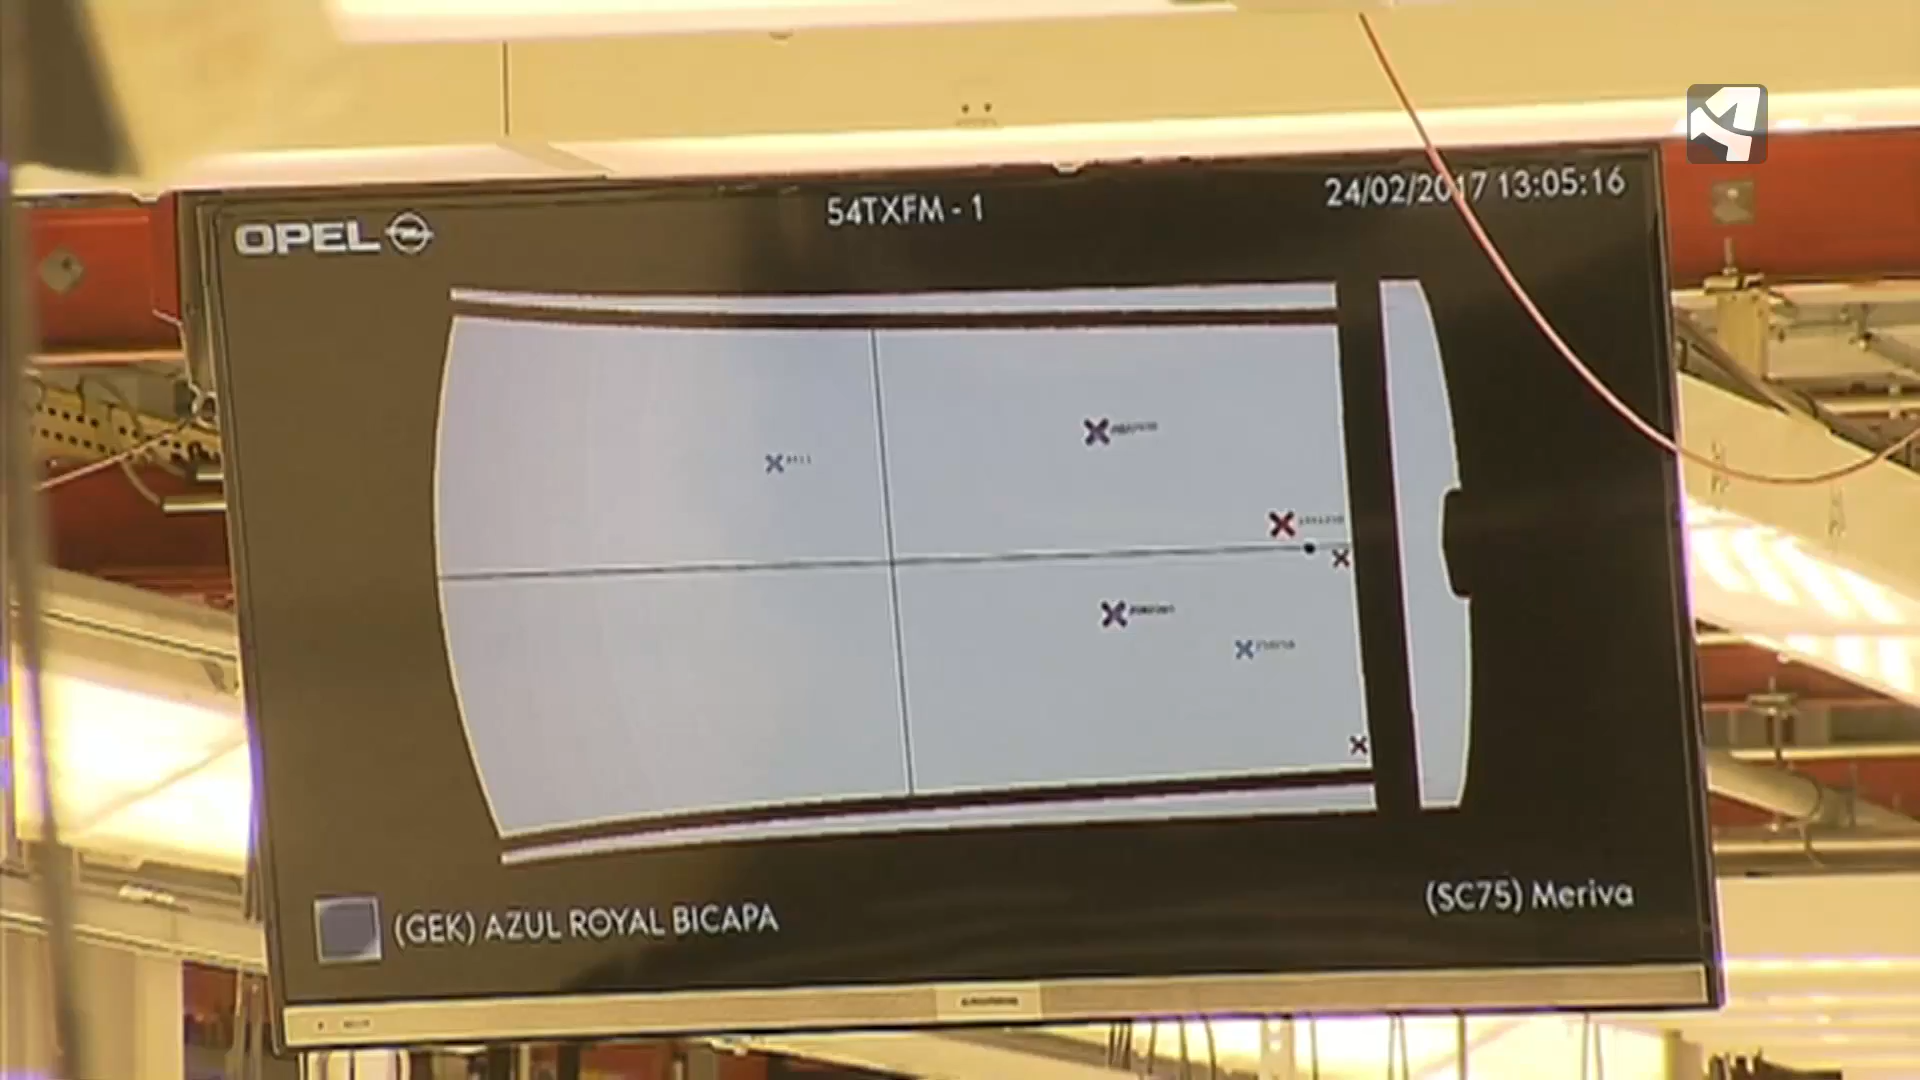 24/02/2017 13:05:16
54TXFM - 1
OPEL
(SC75) Meriva
(GEK) AZUL ROYAL BICAPA